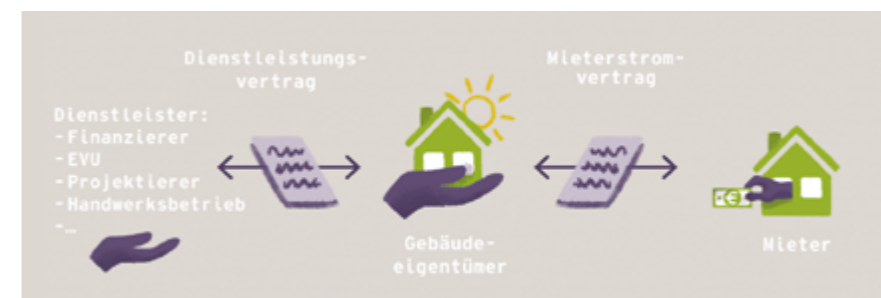 Dienstleistungs-
vertrag
Mieterstrom-
vertrag
Dienstleister:
-Finanzierer
-EVU
-Projektierer
-Handwerksbetrieb
-…
Gebäude-
eigentümer
Mieter
€